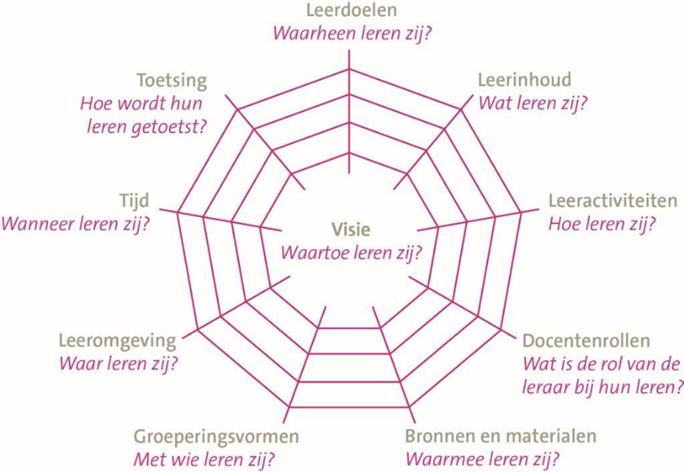 Leerdoelen
Waarheen leren zij?
Leerinhoud
Wat leren zij?
Leeractiviteiten
Hoe leren zij?
Docentenrollen
Wat is de rol van de
leraar bij hun leren?
Bronnen en materialen
Waarmee leren zij?
Groeperingsvormen
Met wie leren zij?
Leeromgeving
Waar leren zij?
Tijd
Wanneer leren zij?
Toetsing
Hoe wordt hun
leren getoetst?
Visie
Waartoe leren zij?